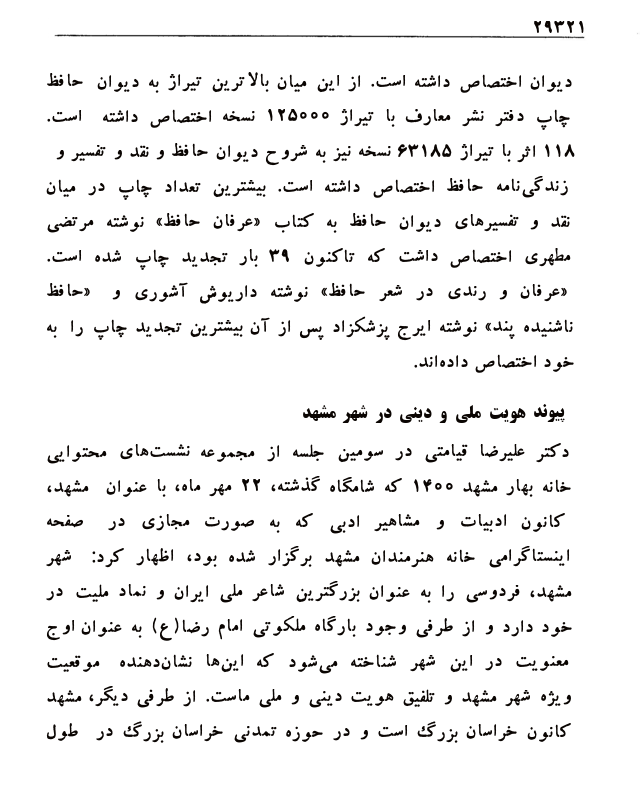 ۲۹۳۲۱
دیوان اختصاص داشته است. از این میان بالاترین تیراژ به دیوان حافظ
چاپ دفتر نشر معارف با تیراژ ۱۲۵۰۰۰ نسخه اختصاص داشته است.
۱۱۸ اثر با تیراژ ۶۳۱۸۵ نسخه نیز به شروح دیوان حافظ و نقد و تفسیر و
زندگی‌نامه حافظ اختصاص داشته است. بیشترین تعداد چاپ در میان
نقد و تفسیرهای دیوان حافظ به کتاب «عرفان حافظ» نوشته مرتضی
مطهری اختصاص داشت که تاکنون ۳۹ بار تجدید چاپ شده است.
«عرفان و رندی در شعر حافظ» نوشته داریوش آشوری و «حافظ
ناشنیده پند» نوشته ایرج پزشکزاد پس از آن بیشترین تجدید چاپ را به
خود اختصاص داده‌اند.
پیوند هویت ملی و دینی در شهر مشهد
دکتر علیرضا قیامتی در سومین جلسه از مجموعه نشست‌های محتوایی
خانه بهار مشهد ۱۴۰۰ که شامگاه گذشته، ۲۲ مهر ماه، با عنوان مشهد،
کانون ادبیات و مشاهیر ادبی که به صورت مجازی در صفحه
اینستاگرامی خانه هنرمندان مشهد برگزار شده بود، اظهار کرد: شهر
مشهد، فردوسی را به عنوان بزرگترین شاعر ملی ایران و نماد ملیت در
خود دارد و از طرفی وجود بارگاه ملکوتی امام رضا(ع) به عنوان اوج
معنویت در این شهر شناخته می‌شود که این‌ها نشان‌دهنده موقعیت
ویژه شهر مشهد و تلفیق هویت دینی و ملی ماست. از طرفی دیگر، مشهد
کانون خراسان بزرگ است و در حوزه تمدنی خراسان بزرگ در طول